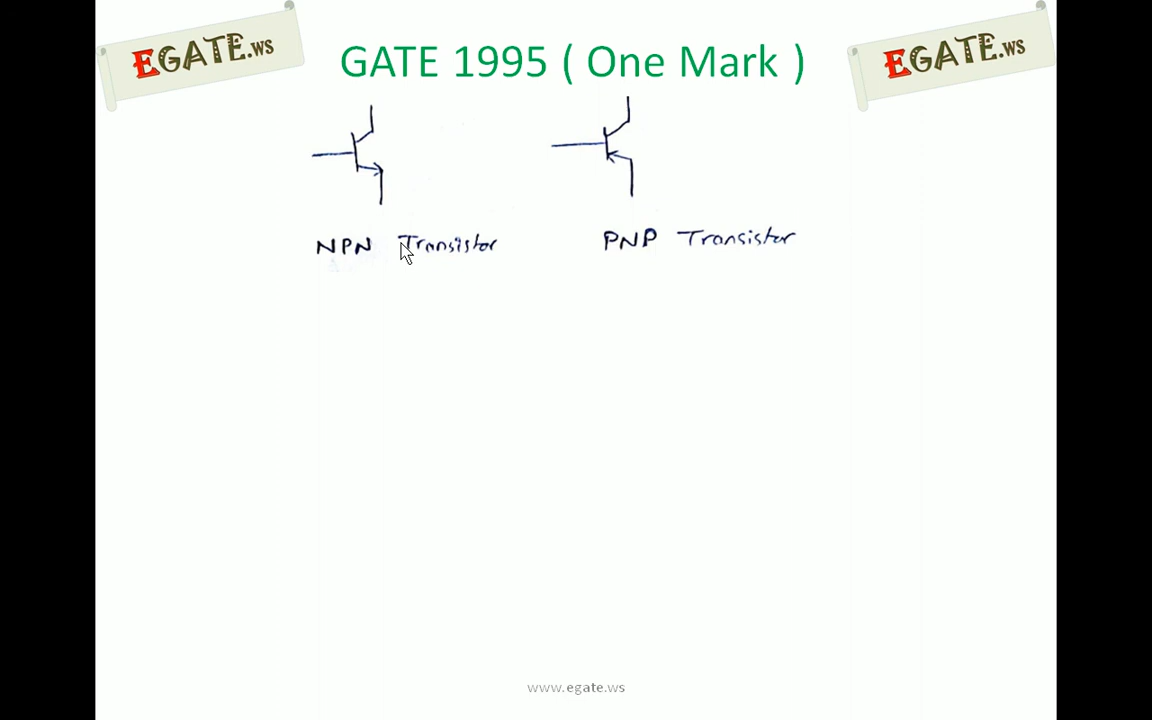 EGATE.ws
GATE 1995 ( One Mark )
EGATE.ws
NPN Transistor
PNP Transistor
www.egate.ws